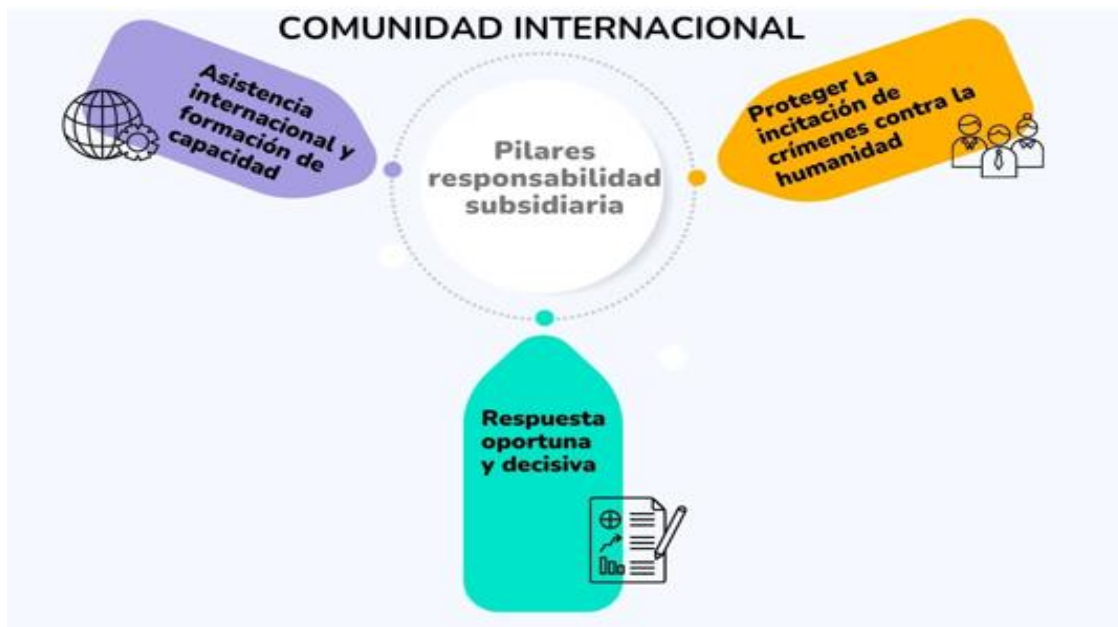 COMUNIDAD INTERNACIONAL
Asistencia
internacional y
formación de
capacidad
Pilares
responsabilidad
subsidiaria
Proteger la
incitación de
crímenes contra la
humanidad
Respuesta
oportuna
y decisiva